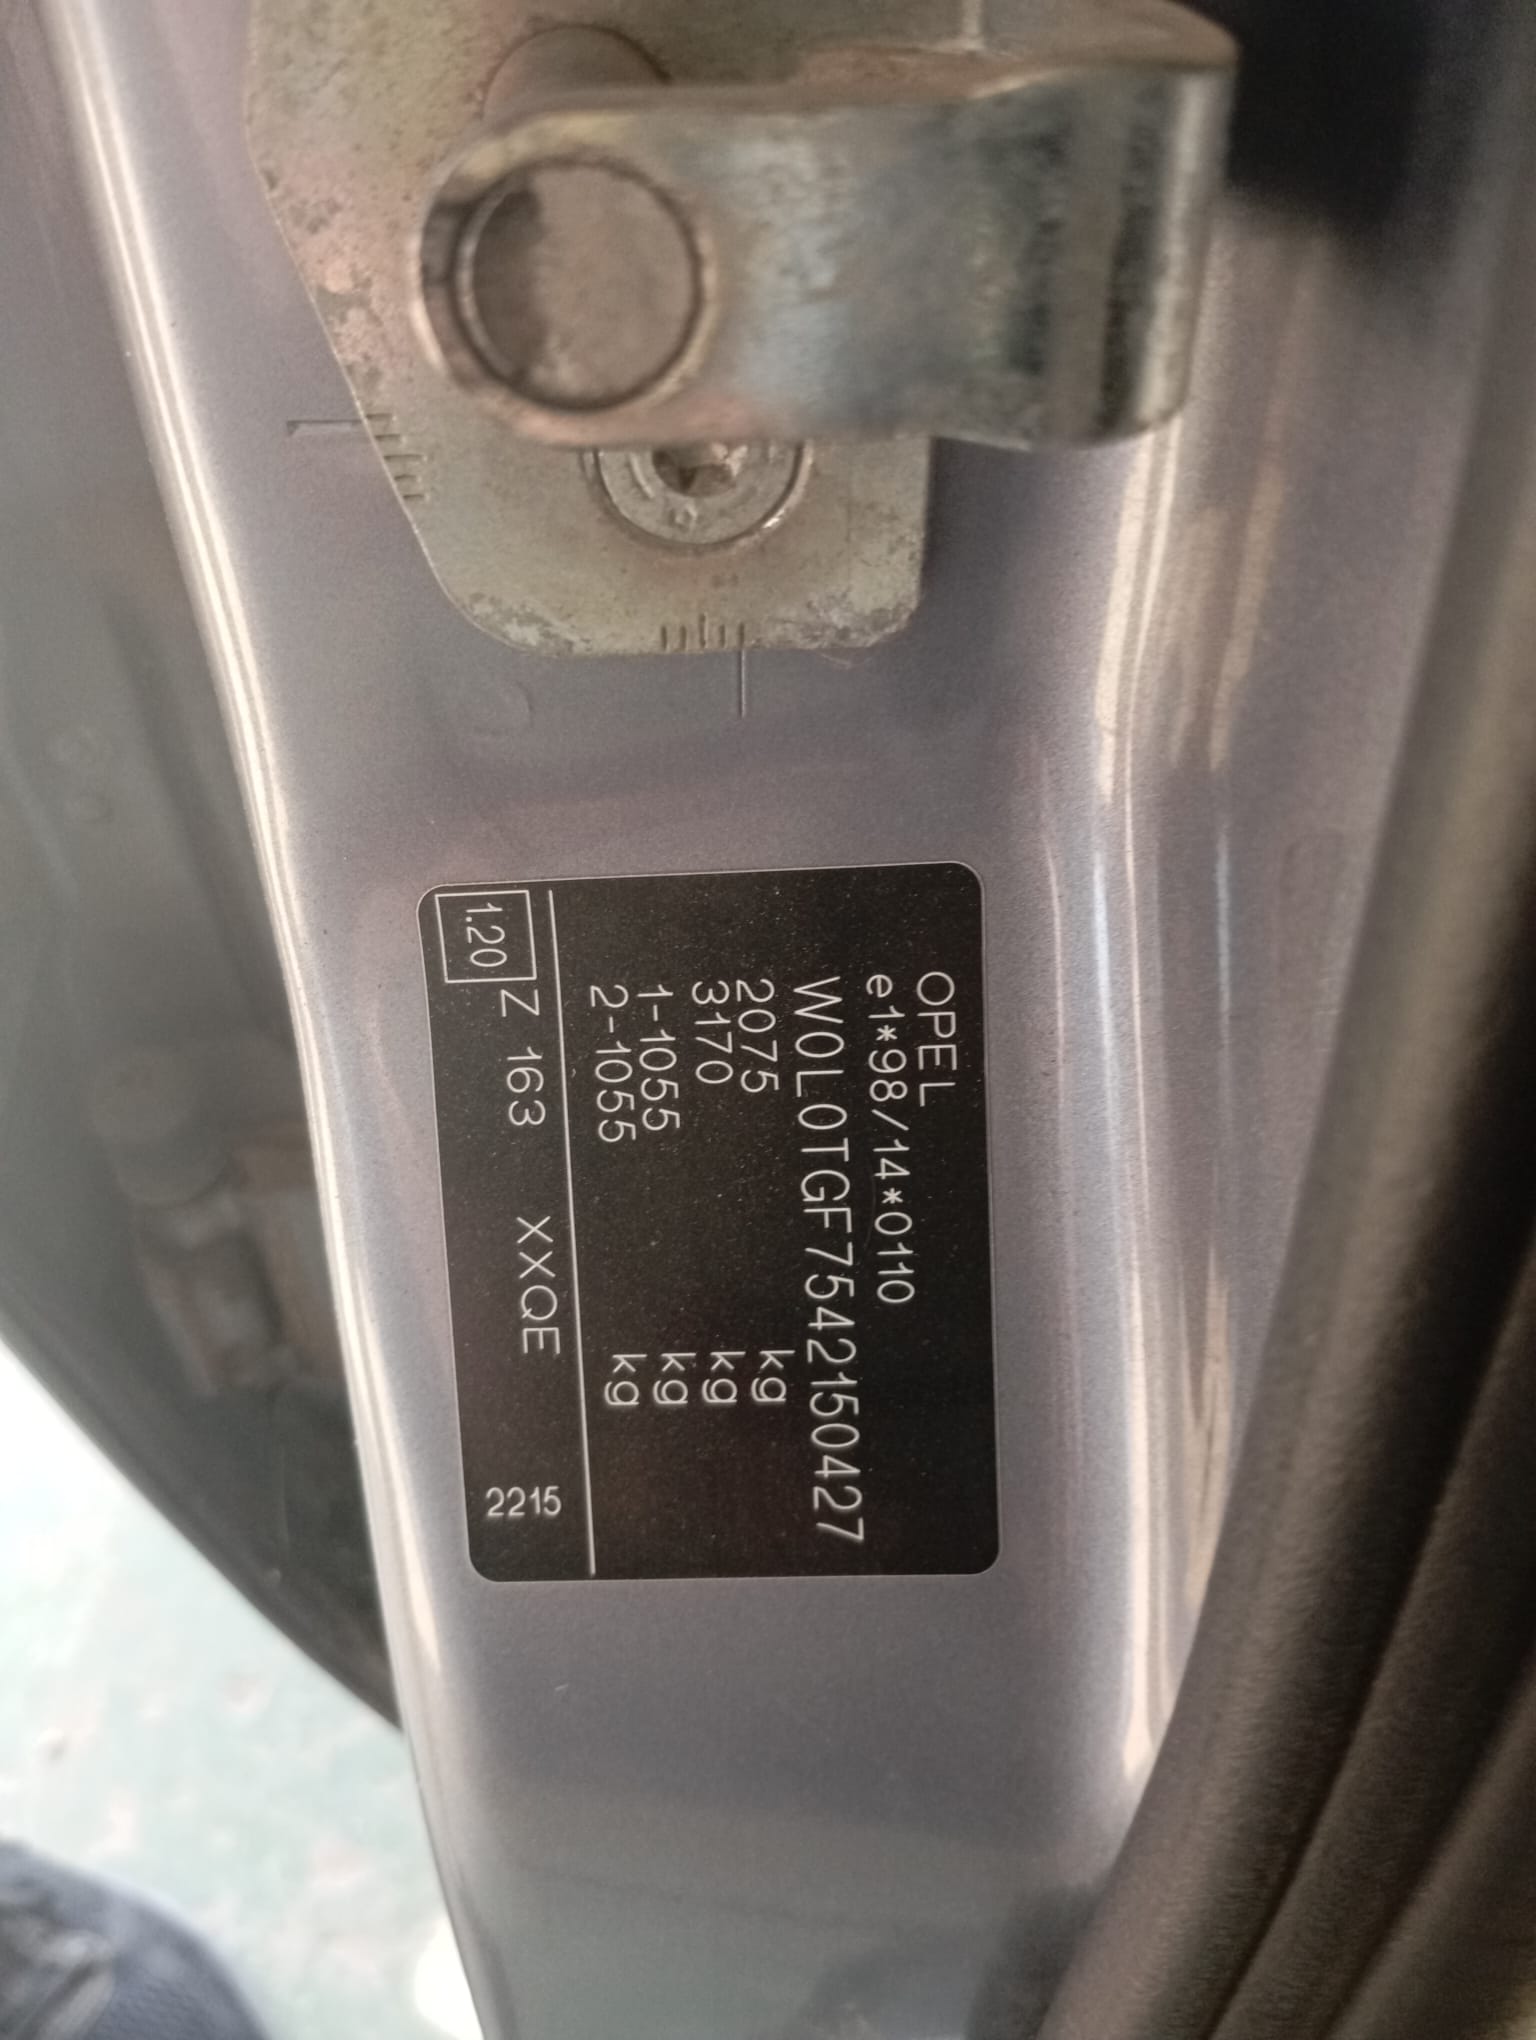 OPEL
e1*98/14*0110
W0L0TGF754215O427
2075 kg
3170 kg
1-1055 kg
2-1055 kg
1.20 Z 163 XXQE 2215